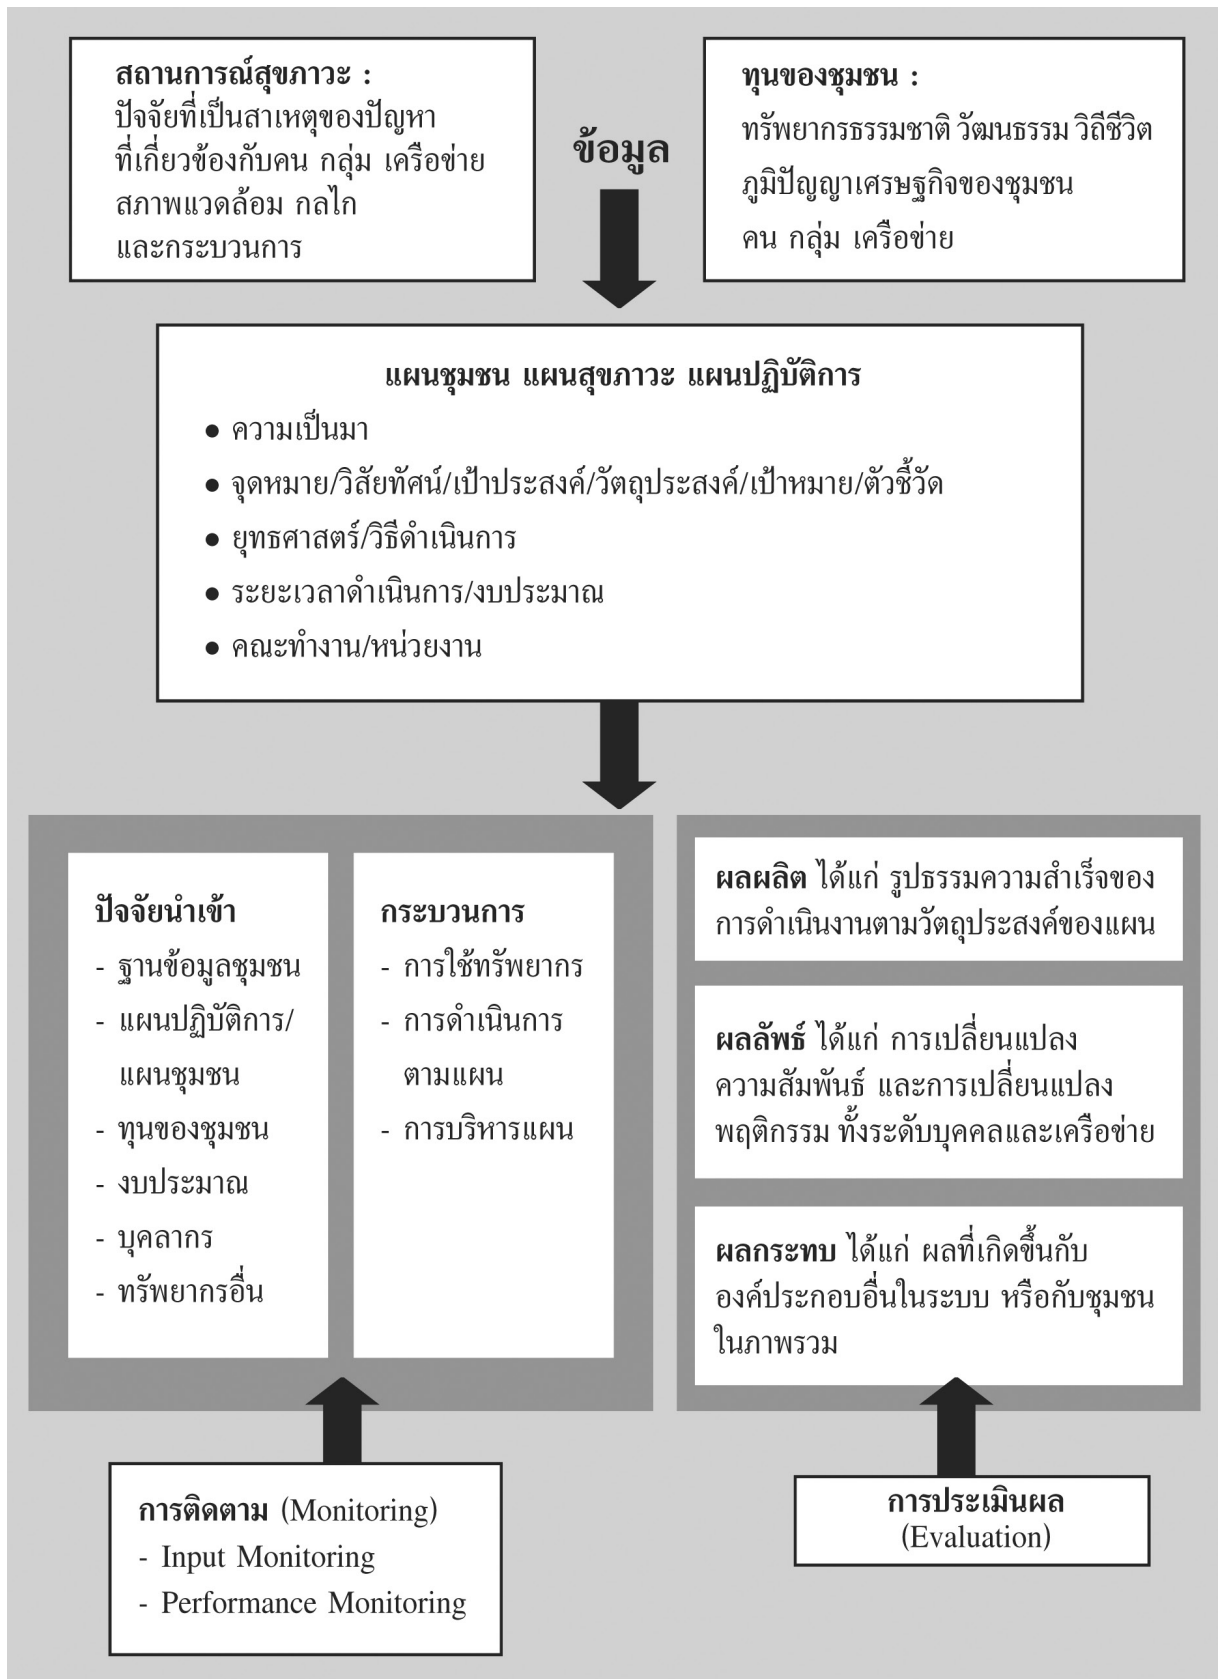 สถานการณ์สุขภาวะ :
ปัจจัยที่เป็นสาเหตุของปัญหา
ที่เกี่ยวข้องกับคน กลุ่ม เครือข่าย
สภาพแวดล้อม กลไก
และกระบวนการ
ข้อมูล
ทุนของชุมชน :
ทรัพยากรธรรมชาติ วัฒนธรรม วิถีชีวิต
ภูมิปัญญาเศรษฐกิจของชุมชน
คน กลุ่ม เครือข่าย
แผนชุมชน แผนสุขภาวะ แผนปฏิบัติการ
● ความเป็นมา
● จุดหมาย/วิสัยทัศน์/เป้าประสงค์/วัตถุประสงค์/เป้าหมาย/ตัวชี้วัด
● ยุทธศาสตร์/วิธีดำเนินการ
● ระยะเวลาดำเนินการ/งบประมาณ
● คณะทำงาน/หน่วยงาน
ปัจจัยนำเข้า
- ฐานข้อมูลชุมชน
- แผนปฏิบัติการ/
แผนชุมชน
- ทุนของชุมชน
- งบประมาณ
- บุคลากร
- ทรัพยากรอื่น
กระบวนการ
- การใช้ทรัพยากร
- การดำเนินการ
ตามแผน
- การบริหารแผน
ผลผลิต ได้แก่ รูปธรรมความสำเร็จของ
การดำเนินงานตามวัตถุประสงค์ของแผน
ผลลัพธ์ ได้แก่ การเปลี่ยนแปลง
ความสัมพันธ์ และการเปลี่ยนแปลง
พฤติกรรม ทั้งระดับบุคคลและเครือข่าย
ผลกระทบ ได้แก่ ผลที่เกิดขึ้นกับ
องค์ประกอบอื่นในระบบ หรือกับชุมชน
ในภาพรวม
การติดตาม (Monitoring)
- Input Monitoring
- Performance Monitoring
การประเมินผล
(Evaluation)